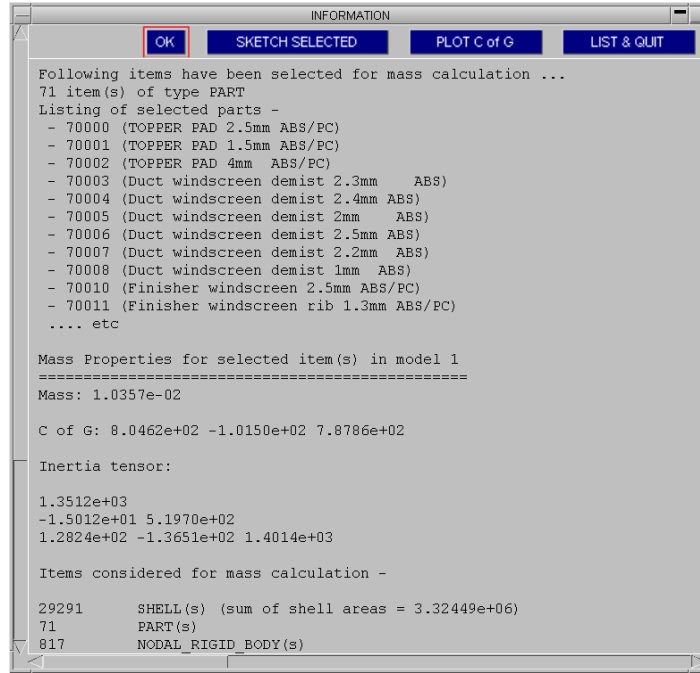 INFORMATION
OK SKETCH SELECTED PLOT C of G LIST & QUIT
Following items have been selected for mass calculation ...
71 item(s) of type PART
Listing of selected parts -
- 70000 (TOPPER PAD 2.5mm ABS/PC)
- 70001 (TOPPER PAD 1.5mm ABS/PC)
- 70002 (TOPPER PAD 4mm  ABS/PC)
- 70003 (Duct windscreen demist 2.3mm    ABS)
- 70004 (Duct windscreen demist 2.4mm ABS)
- 70005 (Duct windscreen demist 2mm    ABS)
- 70006 (Duct windscreen demist 2.5mm ABS)
- 70007 (Duct windscreen demist 2.2mm  ABS)
- 70008 (Duct windscreen demist 1mm  ABS)
- 70010 (Finisher windscreen 2.5mm ABS/PC)
- 70011 (Finisher windscreen rib 1.3mm ABS/PC)
.... etc
Mass Properties for selected item(s) in model 1
================================================
Mass: 1.0357e-02
C of G: 8.0462e+02 -1.0150e+02 7.8786e+02
Inertia tensor:
1.3512e+03
-1.5012e+01 5.1970e+02
1.2824e+02 -1.3651e+02 1.4014e+03
Items considered for mass calculation -
29291 SHELL(s) (sum of shell areas = 3.32449e+06)
71 PART(s)
817 NODAL_RIGID_BODY(s)